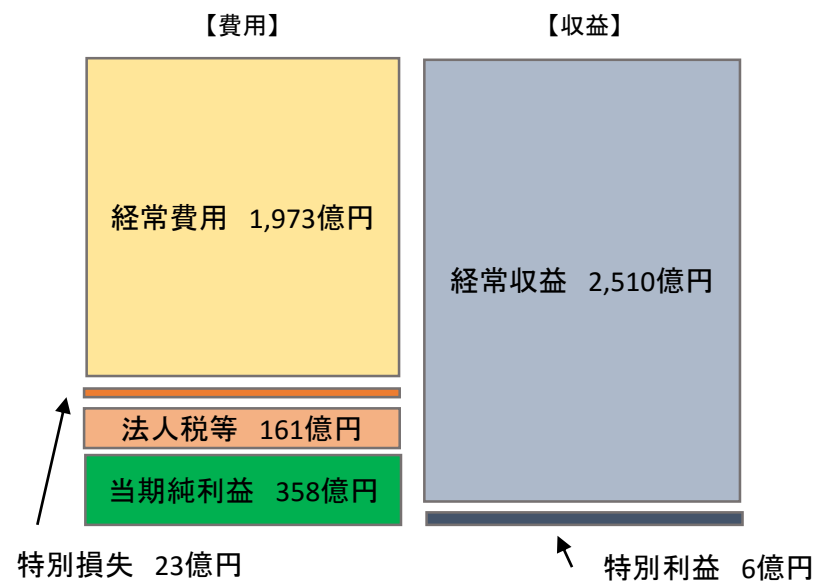 【費用】
【収益】
経常費用 1,973億円
経常収益 2,510億円
法人税等 161億円
当期純利益 358億円
特別損失 23億円
特別利益 6億円